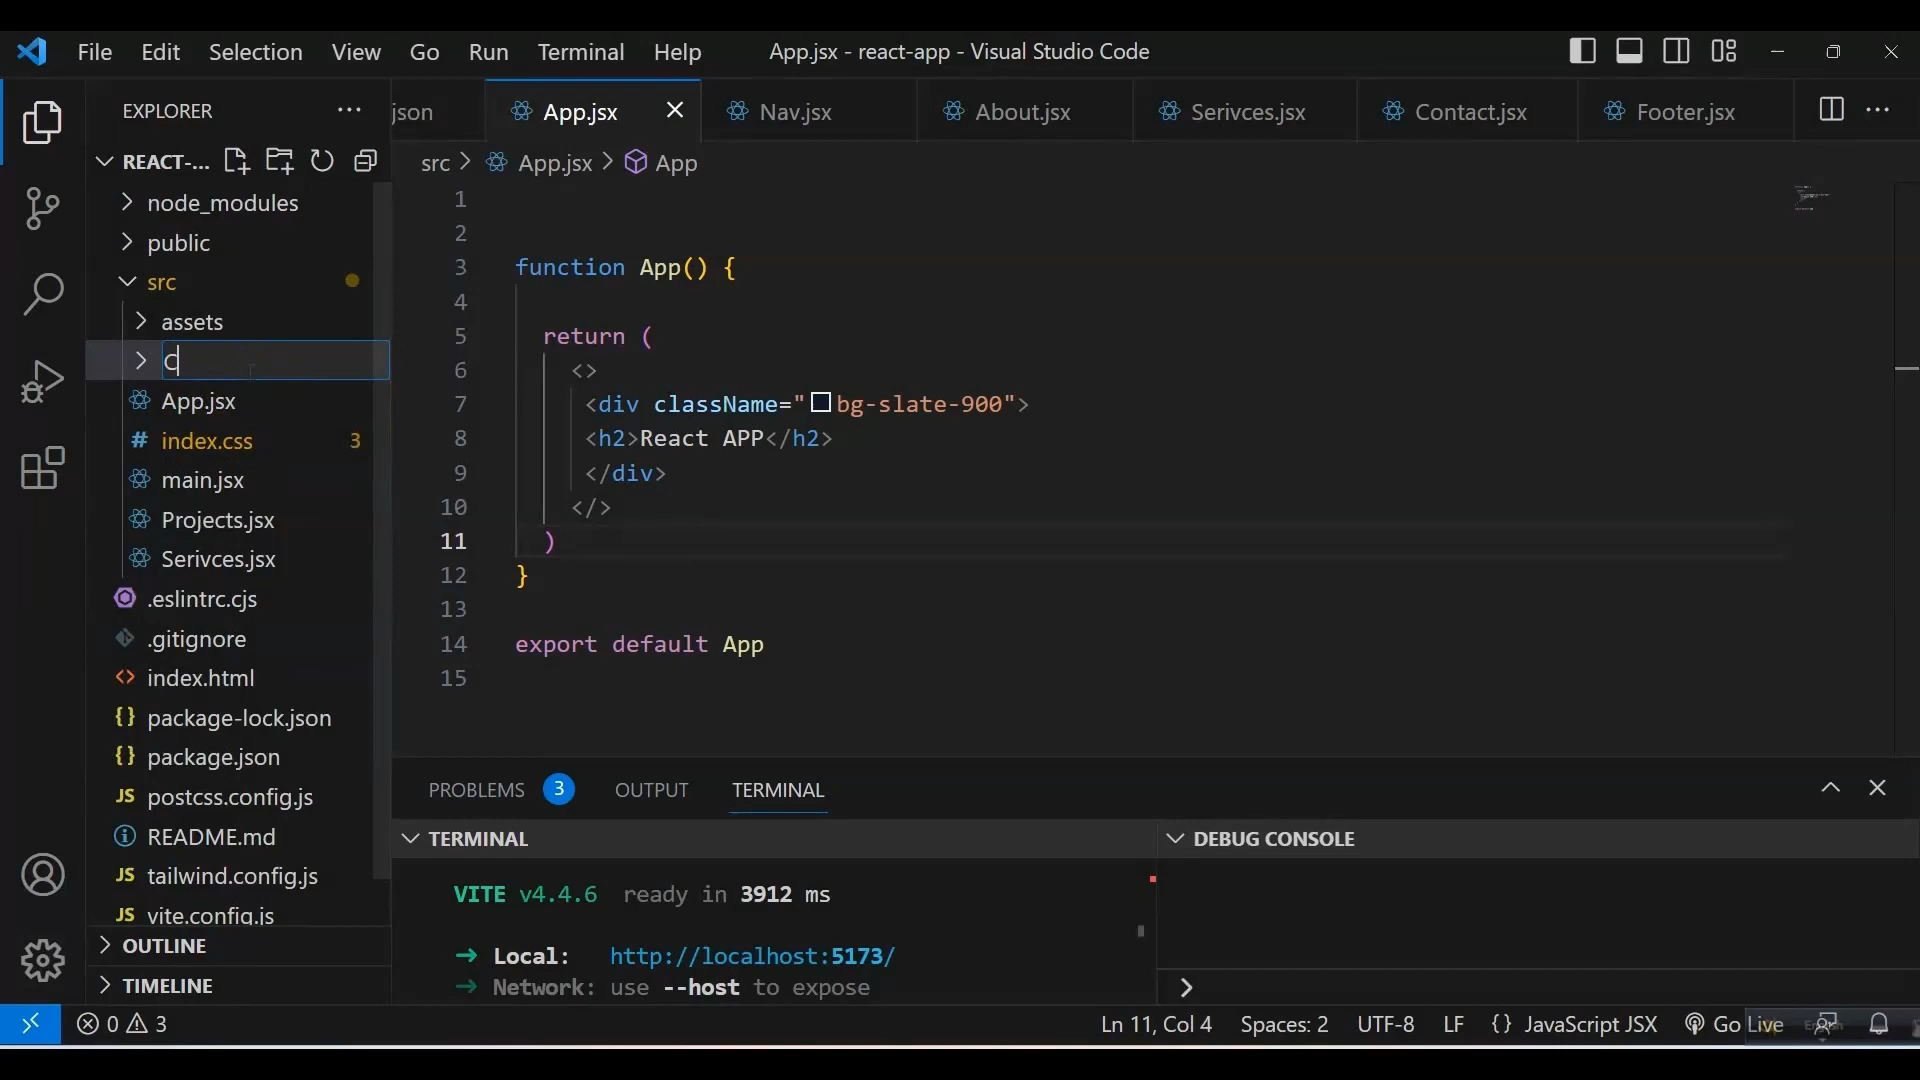 File Edit Selection View Go Run Terminal Help App.jsx - react-app - Visual Studio Code
EXPLORER
json App.jsx Nav.jsx About.jsx Serivces.jsx Contact.jsx Footer.jsx
REACT-...
src > App.jsx > App
node_modules
public
src
assets
C
App.jsx
index.css 3
main.jsx
Projects.jsx
Serivces.jsx
.eslintrc.cjs
.gitignore
index.html
package-lock.json
package.json
postcss.config.js
README.md
tailwind.config.js
vite.config.js
OUTLINE
TIMELINE
1
2
3 function App() {
4
5 return (
6 <>
7 <div className="bg-slate-900">
8 <h2>React APP</h2>
9 </div>
10 </>
11 )
12 }
13
14 export default App
15
PROBLEMS 3 OUTPUT TERMINAL
TERMINAL
VITE v4.4.6 ready in 3912 ms
➜ Local: http://localhost:5173/
➜ Network: use --host to expose
DEBUG CONSOLE
0 3 Ln 11, Col 4 Spaces: 2 UTF-8 LF {} JavaScript JSX Go Live